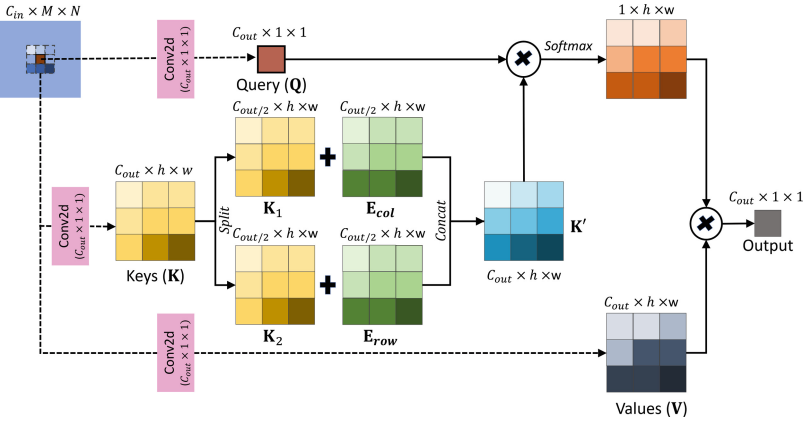 C_in × M × N
Conv2d
(C_out × 1 × 1)
C_out × 1 × 1
Query (Q)
Softmax
1 × h × w
C_out/2 × h × w
C_out/2 × h × w
K_1
E_col
C_out × h × w
Conv2d
(C_out × 1 × 1)
Keys (K)
Split
Concat
K′
C_out × h × w
C_out × 1 × 1
Output
C_out/2 × h × w
C_out/2 × h × w
K_2
E_row
Conv2d
(C_out × 1 × 1)
C_out × h × w
Values (V)